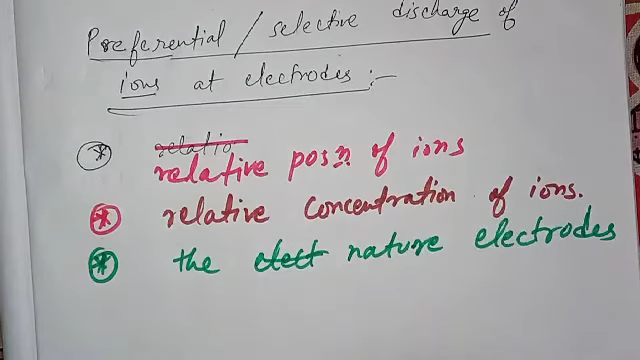 Preferential / selective discharge of
ions at electrodes :-
* relatio
relative posn of ions
* relative concentration of ions.
* the elect nature electrodes